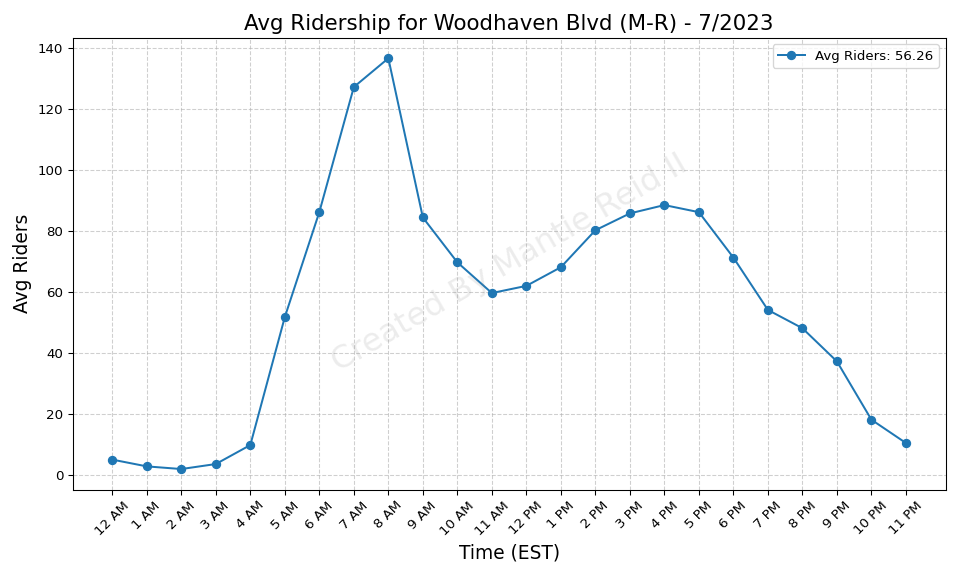 Avg Ridership for Woodhaven Blvd (M-R) - 7/2023
Avg Riders: 56.26
Avg Riders
140
120
100
80
60
40
20
0
12 AM
1 AM
2 AM
3 AM
4 AM
5 AM
6 AM
7 AM
8 AM
9 AM
10 AM
11 AM
12 PM
1 PM
2 PM
3 PM
4 PM
5 PM
6 PM
7 PM
8 PM
9 PM
10 PM
11 PM
Time (EST)
Created By Mantle Reid II